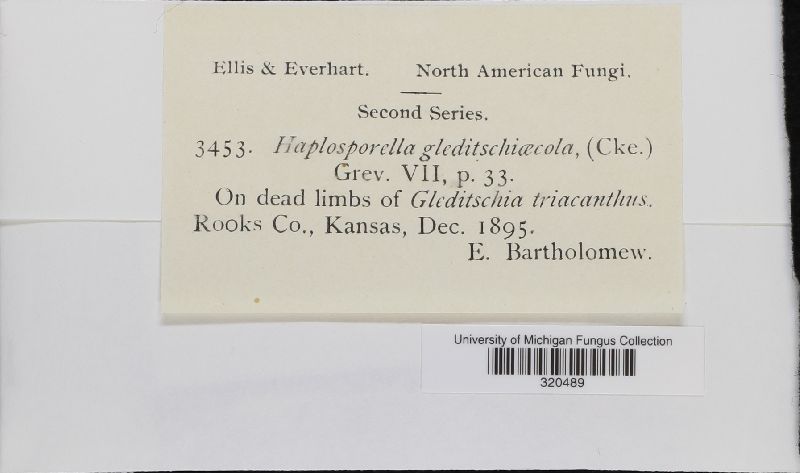 Ellis & Everhart. North American Fungi.
Second Series.
3453. Haplosporella gleditschiæcola, (Cke.)
Grev. VII, p. 33.
On dead limbs of Gleditschia triacanthus.
Rooks Co., Kansas, Dec. 1895.
E. Bartholomew.
University of Michigan Fungus Collection
320489